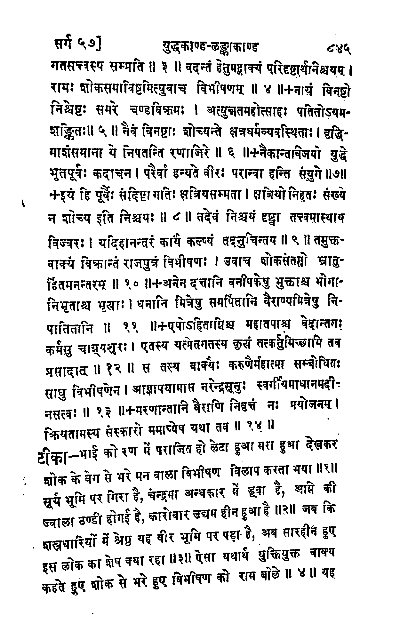 सर्ग ५७] युद्धकाण्ड-लङ्काकाण्ड ८४५
गतसत्त्वस्य सम्पति ॥ ३ ॥ वदन्तं हेतुमद्वाक्यं परिदृष्टार्थनिश्चयम् ।
रामः शोकसमाविष्टमित्युवाच विभीषणम् ॥ ४ ॥+नायं विनष्टो
निश्चेष्टः समरे चण्डविक्रमः । अत्युन्नतमहोत्साहः पतितोऽयम-
शङ्कितः॥ ५ ॥ नैवं विनष्टाः शोच्यन्ते क्षत्रधर्मव्यवस्थिताः । वृद्धि-
माशंसमाना ये निपतन्ति रणाजिरे ॥ ६ ॥ +नैकान्तविजयो युद्धे
भूतपूर्वः कदाचन । परैर्वा हन्यते वीरः परान्वा हन्ति संयुगे ॥७॥
+इयं हि पूर्वैः संदिष्टा गतिः क्षत्रियसम्मता । क्षत्रियो निहतः संख्ये
न शोच्य इति निश्चयः ॥ ८ ॥ तदेवं निश्चयं दृष्ट्वा तत्त्वमास्थाय
विज्वरः । यदिहानन्तरं कार्यं कल्प्यं तदनुचिन्तय ॥ ९ ॥ तमुक्त-
वाक्यं विक्रान्तं राजपुत्रं विभीषणः । उवाच शोकसंतप्तो भ्रातु-
र्हितमनन्तरम् ॥ १० ॥+अनेन दत्तानि वनीपकेषु भुक्ताश्च भोगा-
निभृताश्च भृत्याः । धनानि मित्रेषु समर्पितानि वैराण्यमित्रेषु नि-
पातितानि ॥ ११ ॥ +एषोऽहिताग्निश्च महातपाश्च वेदान्तगः
कर्मसु चाग्र्यशूरः । एतस्य यत्प्रेतगतस्य कृत्यं तत्कर्तुमिच्छामि तव
प्रसादात् ॥ १२ ॥ स तस्य वाक्यैः करुणैर्महात्मा सम्बोधितः
साधु विभीषणेन । आज्ञापयामास नरेन्द्रसूनुः स्वर्गीयमाधानमदी-
नसत्त्वः ॥ १३ ॥+मरणान्तानि वैराणि निवृत्तं नः प्रयोजनम् ।
क्रियतामस्य संस्कारो ममाप्येष यथा तव ॥ १४ ॥
टीका—भाई को रण में पराजित हो लेटा हुआ मरा हुआ देखकर
शोक के वेग से भरे मन वाला विभीषण विलाप करता भया ॥१॥
सूर्य भूमि पर गिरा है, चन्द्रमा अन्धकार में डूबा है, अग्नि की
ज्वाला ठण्डी होगई है, कारोबार उद्यम हीन हुआ है ॥२॥ जब कि
शस्त्रधारियों में श्रेष्ठ यह वीर भूमि पर पड़ा है, अब सारहीन हुए
इस लोक का शेष क्या रहा ॥३॥ ऐसा यथार्थ युक्तियुक्त वाक्य
कहते हुए शोक से भरे हुए विभीषण को राम बोले ॥ ४ ॥ यह